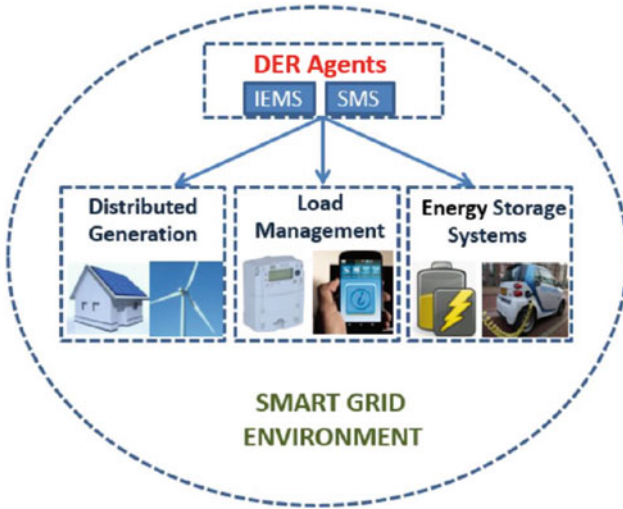 DER Agents
IEMS SMS
Distributed
Generation
Load
Management
Energy Storage
Systems
SMART GRID
ENVIRONMENT